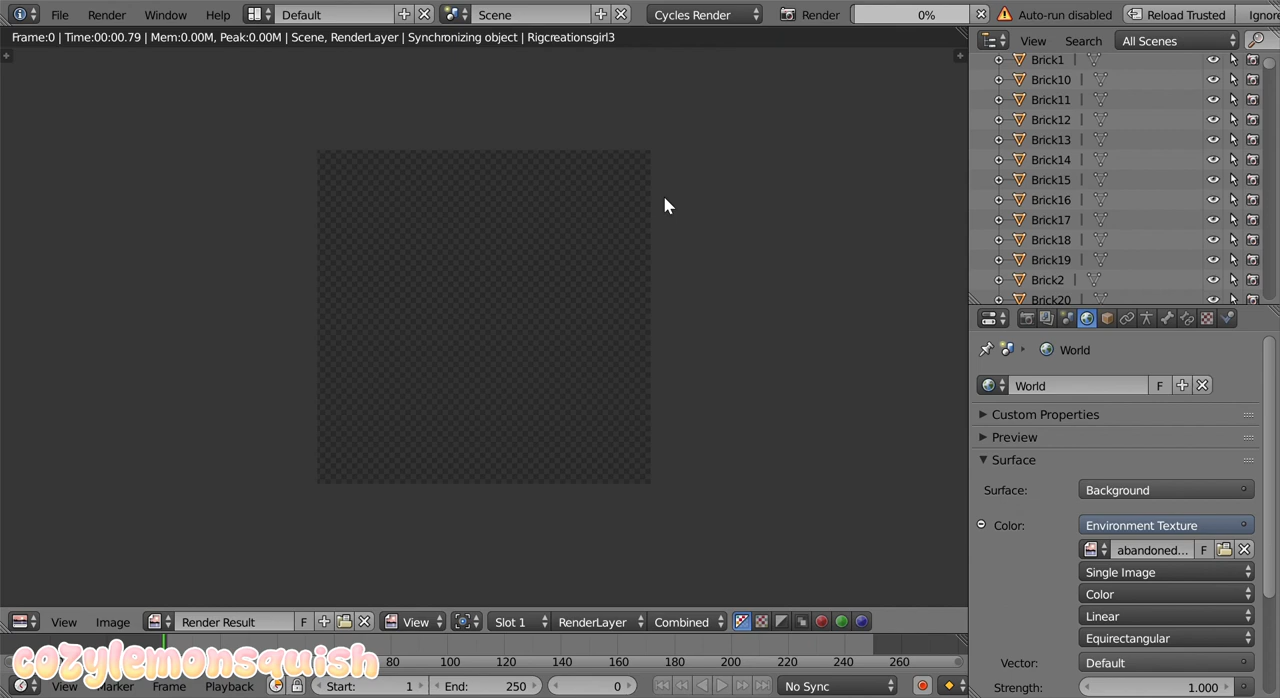 File Render Window Help Default Scene Cycles Render Render 0% Auto-run disabled Reload Trusted Ignore
Frame:0 | Time:00:00.79 | Mem:0.00M, Peak:0.00M | Scene, RenderLayer | Synchronizing object | Rigcreationsgirl3
View Search All Scenes
Brick1
Brick10
Brick11
Brick12
Brick13
Brick14
Brick15
Brick16
Brick17
Brick18
Brick19
Brick2
Brick20
World
World F
Custom Properties
Preview
Surface
Surface: Background
Color: Environment Texture
abandoned... F
Single Image
Color
Linear
Equirectangular
Vector: Default
Strength: 1.000
View Image Render Result F View Slot 1 RenderLayer Combined
80 100 120 140 160 180 200 220 240 260
cozylemonsquish
View Marker Frame Playback Start: 1 End: 250 0 No Sync